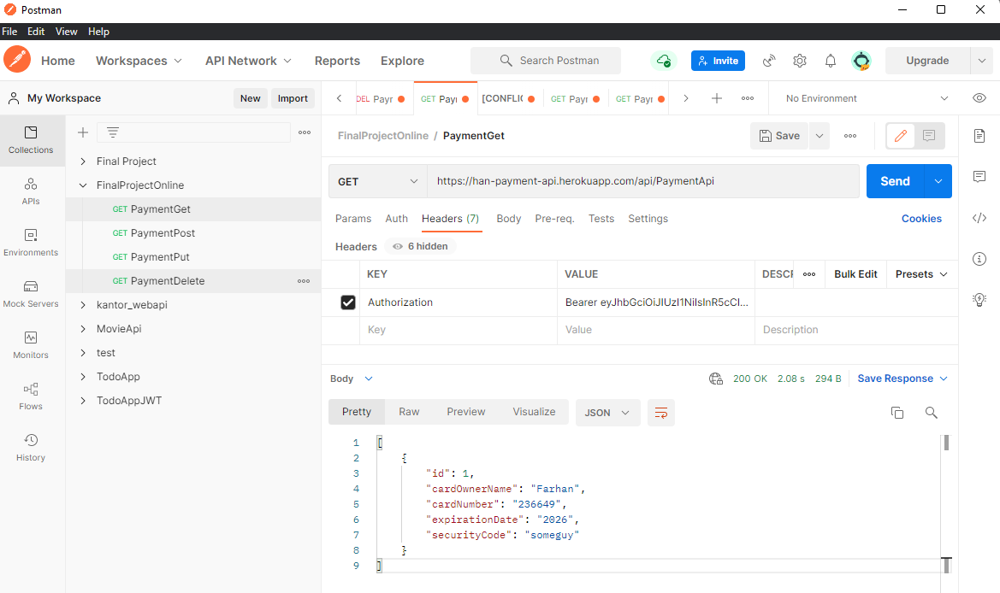 Postman
File Edit View Help
Home Workspaces API Network Reports Explore Search Postman Invite Upgrade
My Workspace New Import
DEL Payr GET Payr [CONFLIC GET Payr GET Payr No Environment
Collections
APIs
Environments
Mock Servers
Monitors
Flows
History
Final Project
FinalProjectOnline
GET PaymentGet
GET PaymentPost
GET PaymentPut
GET PaymentDelete
kantor_webapi
MovieApi
test
TodoApp
TodoAppJWT
FinalProjectOnline / PaymentGet Save
GET https://han-payment-api.herokuapp.com/api/PaymentApi Send
Params Auth Headers (7) Body Pre-req. Tests Settings Cookies
Headers 6 hidden
KEY VALUE DESCR Bulk Edit Presets
Authorization Bearer eyJhbGciOiJIUzI1NiIsInR5cCI...
Key Value Description
Body 200 OK 2.08 s 294 B Save Response
Pretty Raw Preview Visualize JSON
1 [
2 {
3 "id": 1,
4 "cardOwnerName": "Farhan",
5 "cardNumber": "236649",
6 "expirationDate": "2026",
7 "securityCode": "someguy"
8 }
9 ]